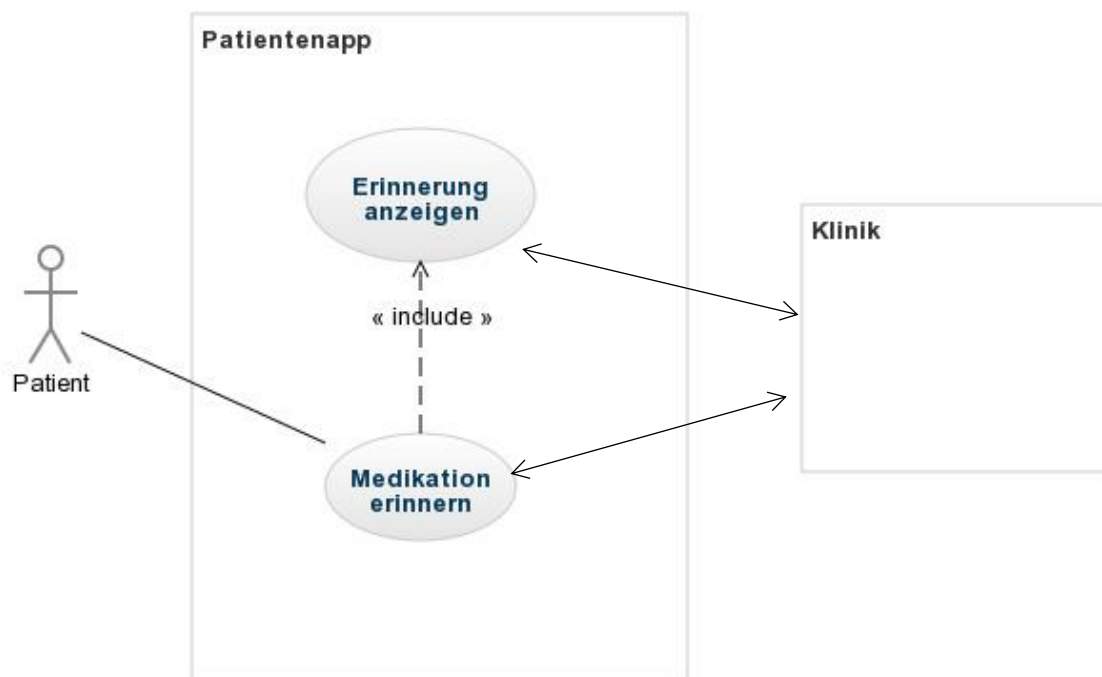 Patientenapp
Erinnerung
anzeigen
Klinik
« include »
Patient
Medikation
erinnern